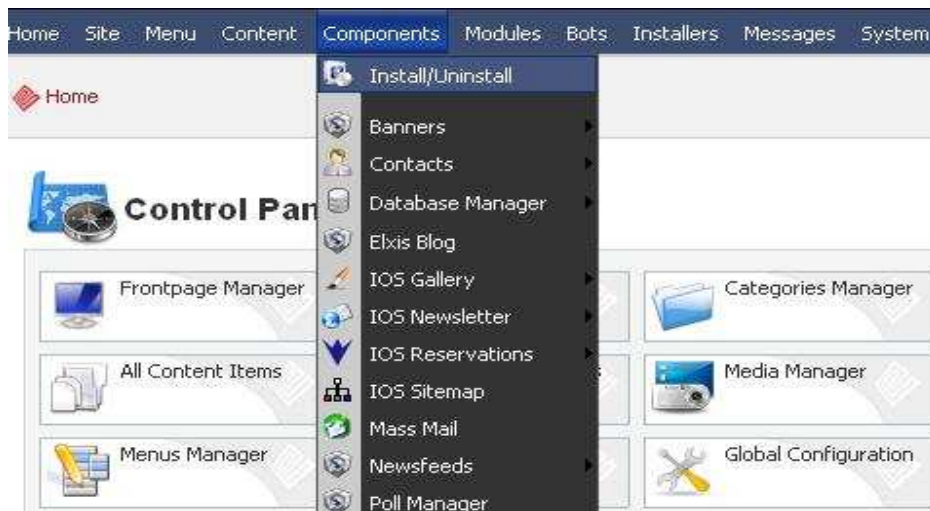 Home Site Menu Content Components Modules Bots Installers Messages System
Home
Install/Uninstall
Banners
Contacts
Database Manager
Elxis Blog
IOS Gallery
IOS Newsletter
IOS Reservations
IOS Sitemap
Mass Mail
Newsfeeds
Poll Manager
Control Pan
Frontpage Manager
Categories Manager
All Content Items
Media Manager
Menus Manager
Global Configuration